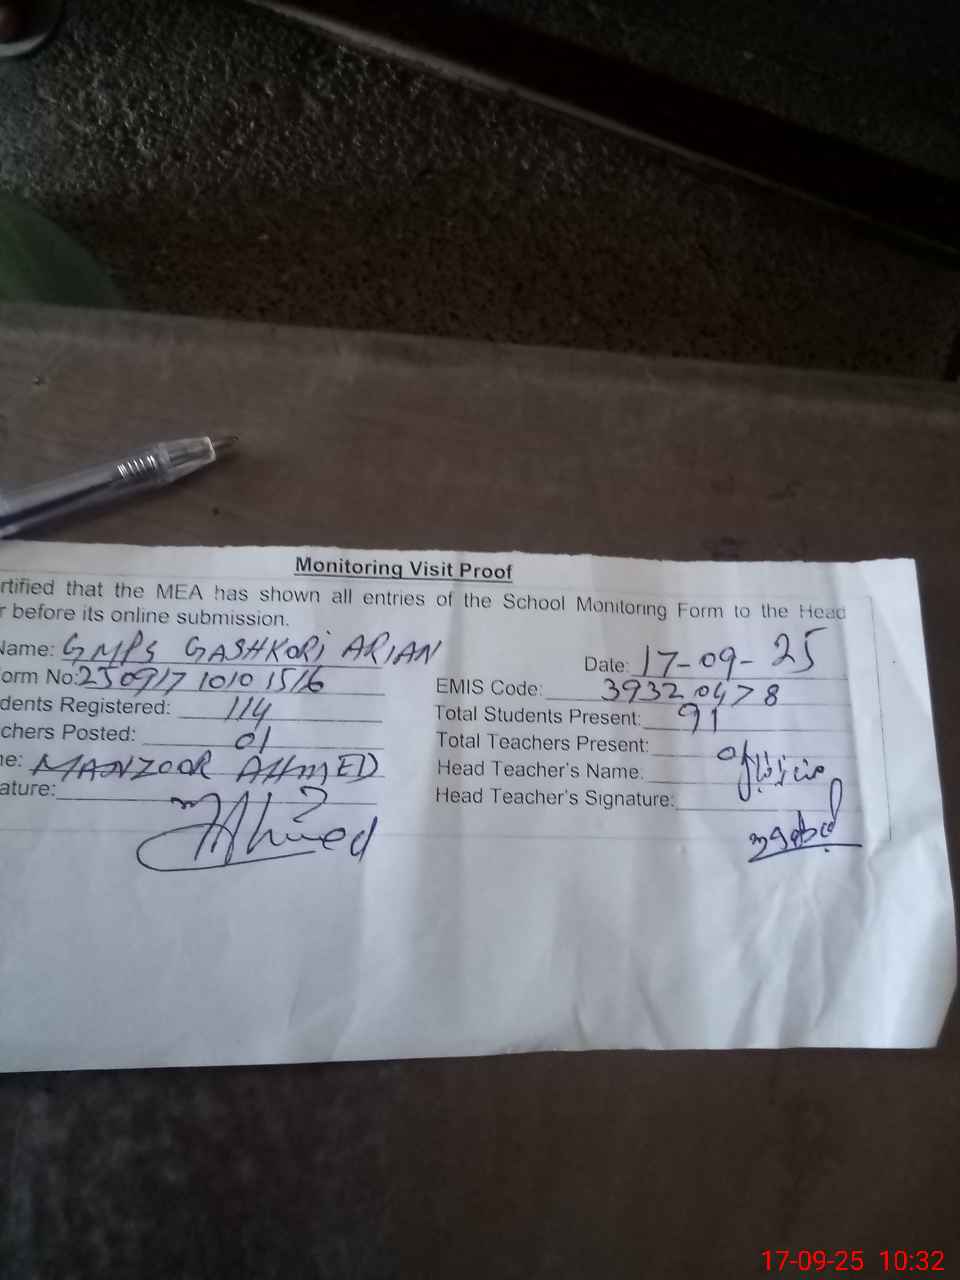 Monitoring Visit Proof
rtified that the MEA has shown all entries of the School Monitoring Form to the Head
r before its online submission.
Name: GMPS GASHKORi ARIAN Date: 17-09-25
orm No: 250917 1010 1516 EMIS Code: 39320478
dents Registered: 114 Total Students Present: 91
chers Posted: 01 Total Teachers Present: 01
ne: MANZOOR AHMED Head Teacher's Name.
ature: Ahmed Head Teacher's Signature:
17-09-25 10:32